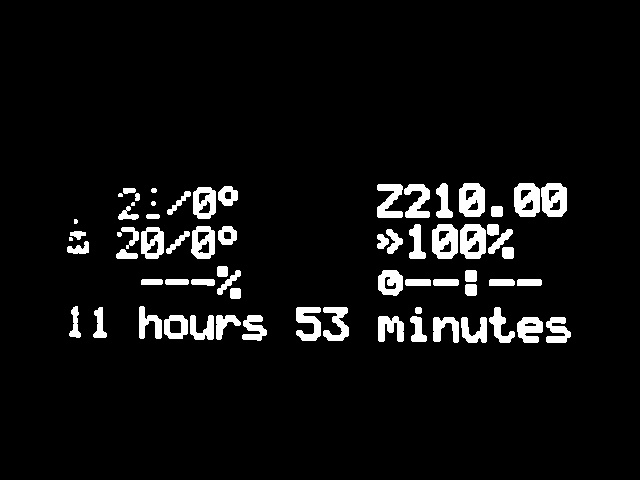 20/0° Z210.00
»100%
---% --:--
11 hours 53 minutes